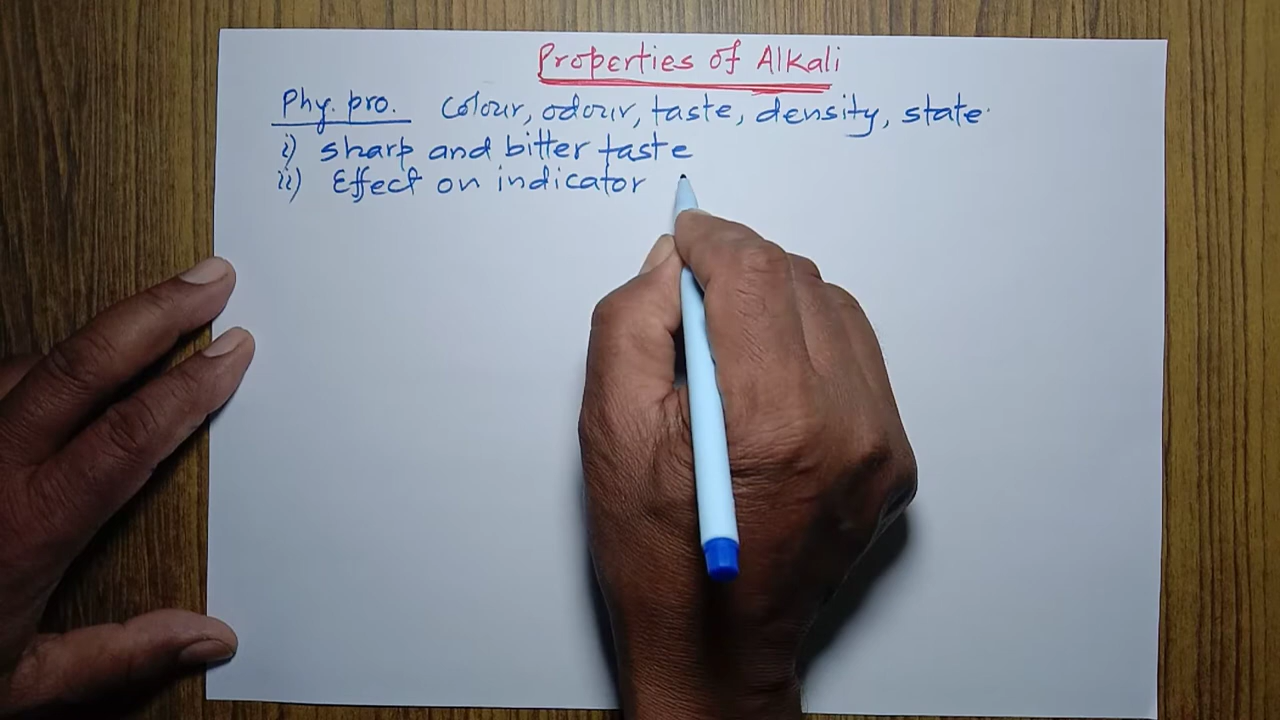 Properties of Alkali
Phy. pro. colour, odour, taste, density, state.
i) sharp and bitter taste
ii) Effect on indicator